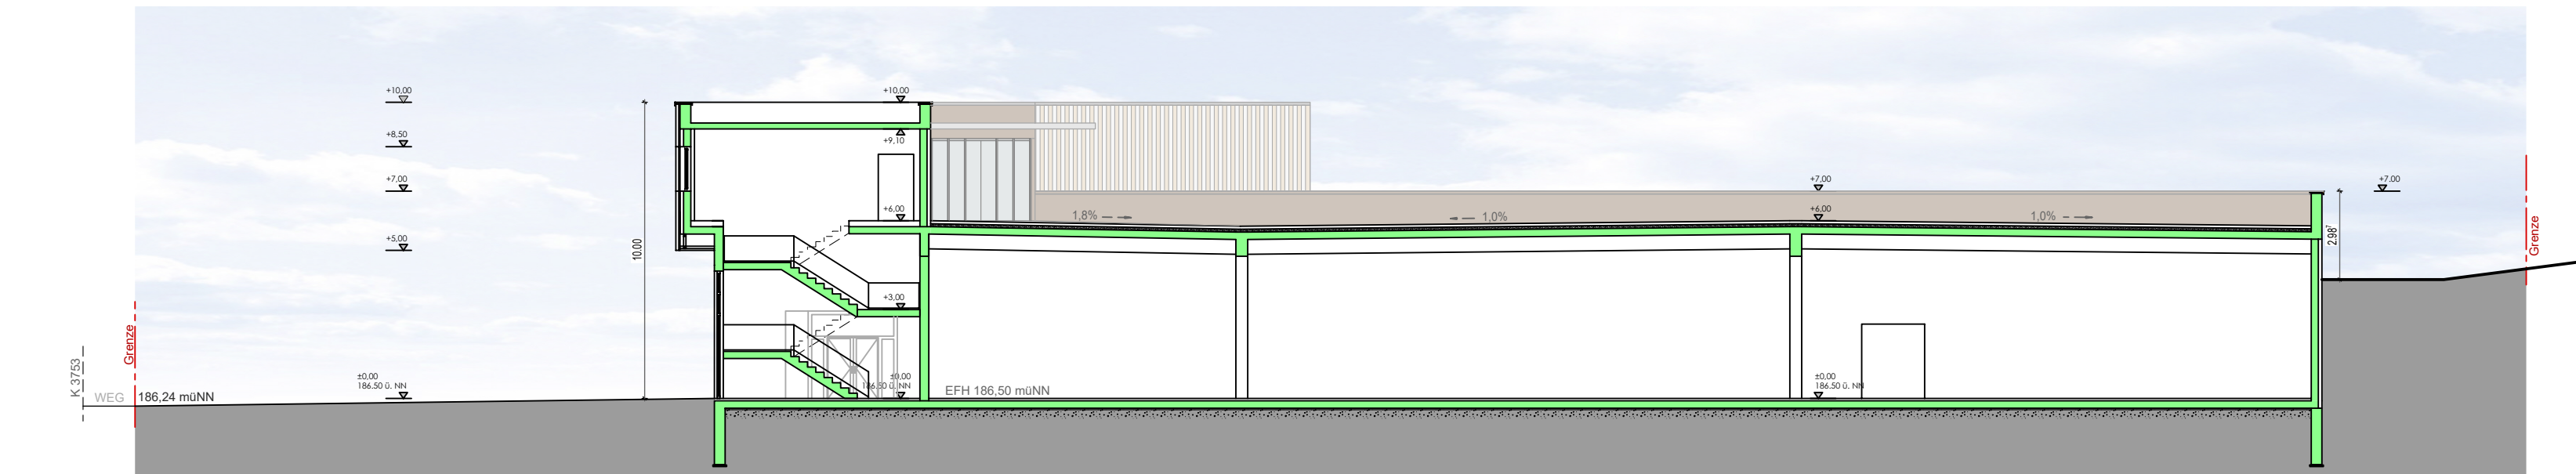 +10,00
+10,00
+8,50
+9,10
+7,00
+7,00
+7,00
+6,00
+6,00
1,8%
1,0%
1,0%
+5,00
10.00
2.98⁷
Grenze
+3,00
Grenze
K 3753
±0,00
186.50 ü. NN
±0,00
186.50 ü. NN
±0,00
186.50 ü. NN
EFH 186,50 müNN
WEG
186,24 müNN